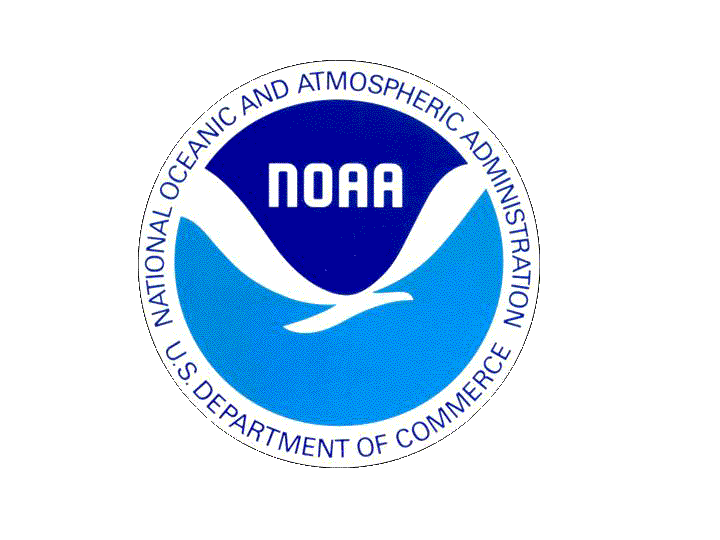 NATIONAL OCEANIC AND ATMOSPHERIC ADMINISTRATION
NOAA
U.S. DEPARTMENT OF COMMERCE